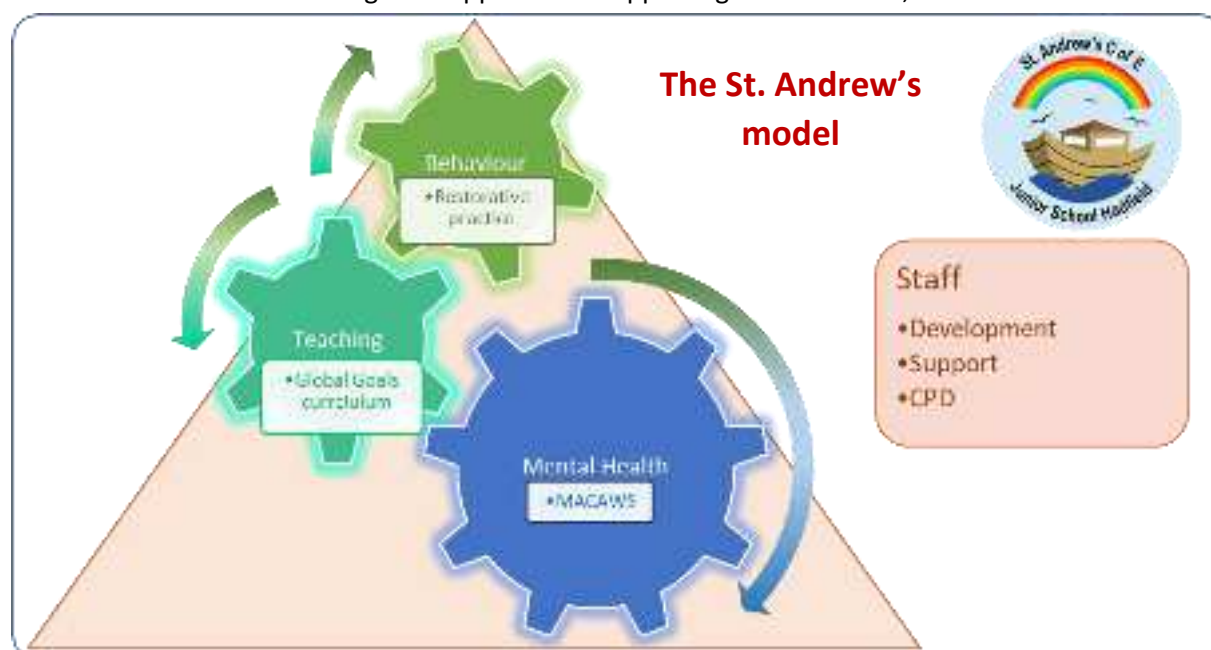 The St. Andrew's
model
St. Andrew's C of E
Junior School Hadfield
Behaviour
•Restorative
practice
Teaching
•Global Goals
curriculum
Mental Health
•MACAWS
Staff
•Development
•Support
•CPD